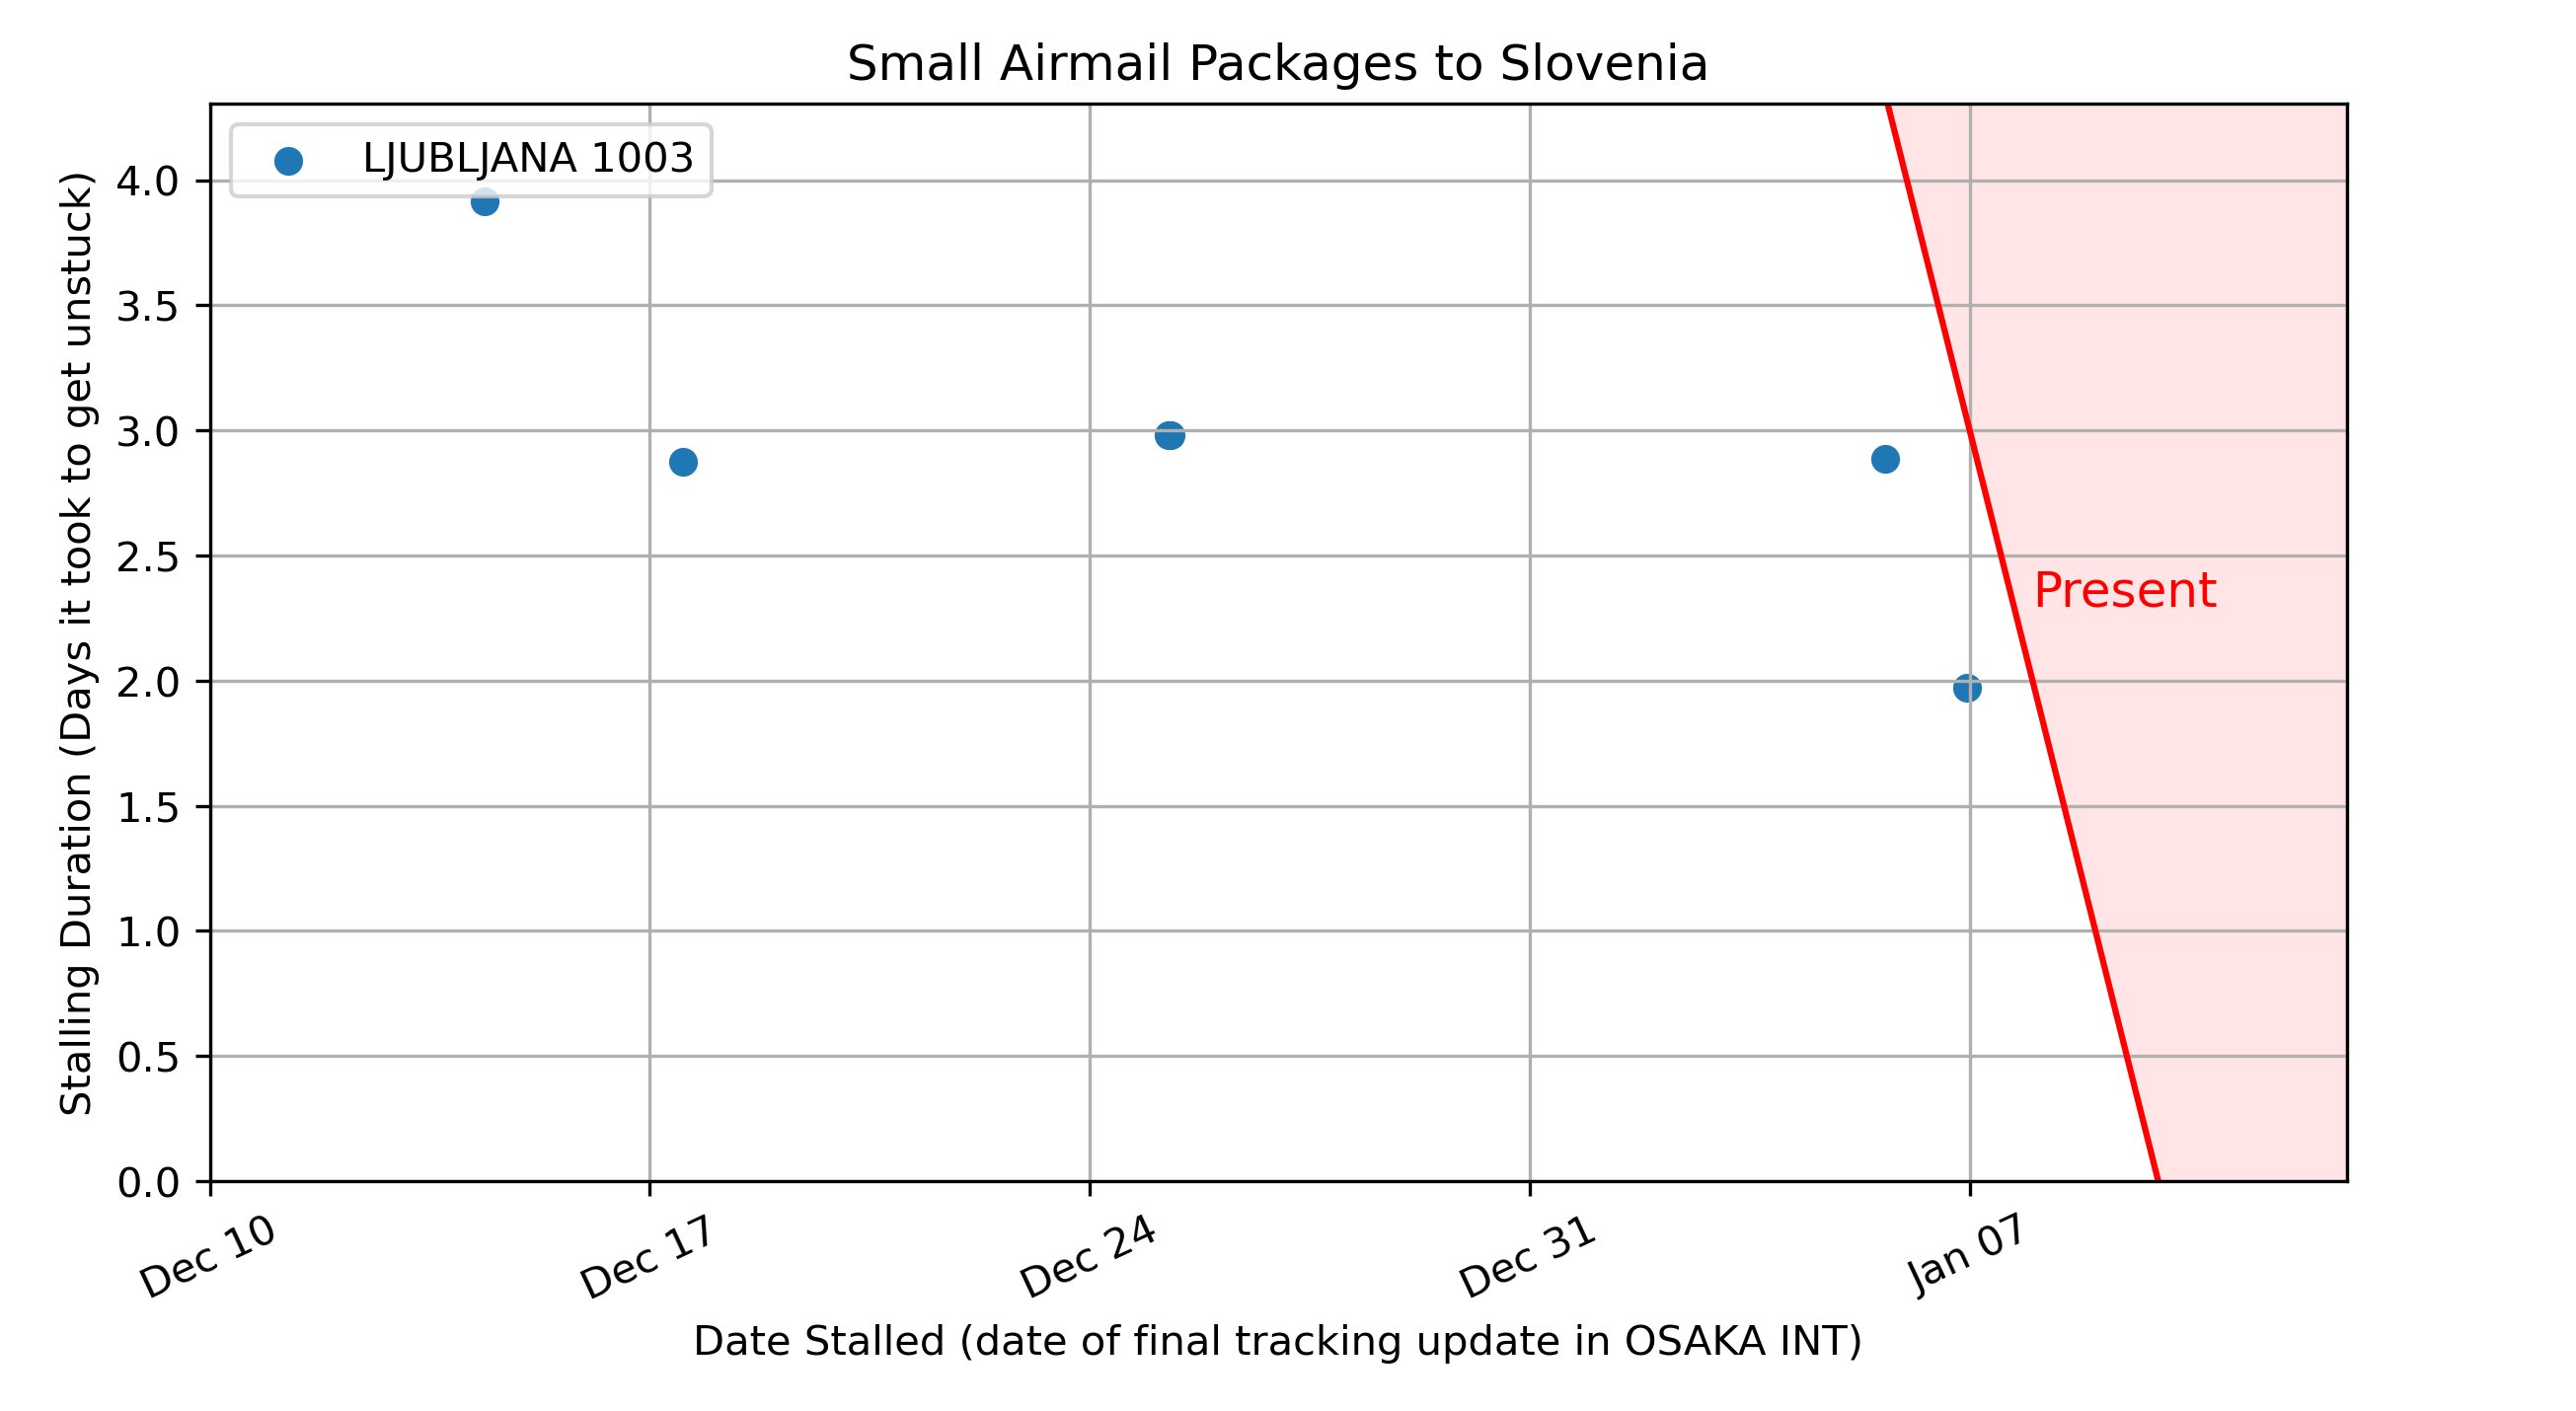 Small Airmail Packages to Slovenia
LJUBLJANA 1003
Stalling Duration (Days it took to get unstuck)
4.0
3.5
3.0
2.5
2.0
1.5
1.0
0.5
0.0
Present
Dec 10
Dec 17
Dec 24
Dec 31
Jan 07
Date Stalled (date of final tracking update in OSAKA INT)